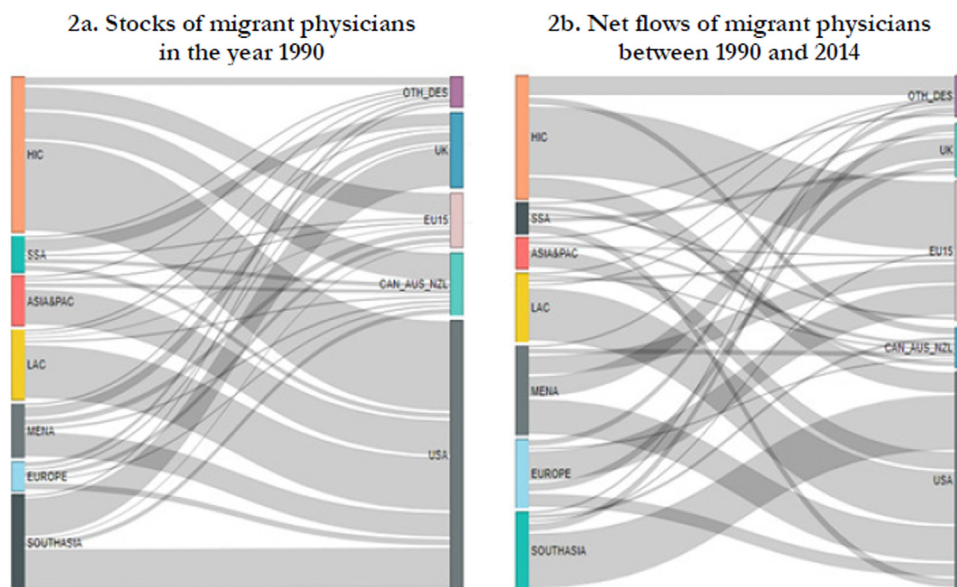 2a. Stocks of migrant physicians
in the year 1990
2b. Net flows of migrant physicians
between 1990 and 2014
OTH_DES
UK
HIC
EU15
SSA
CAN_AUS_NZL
ASIA&PAC
LAC
MENA
USA
EUROPE
SOUTHASIA
OTH_DES
HIC
UK
SSA
ASIA&PAC
EU15
LAC
CAN_AUS_NZL
MENA
EUROPE
USA
SOUTHASIA